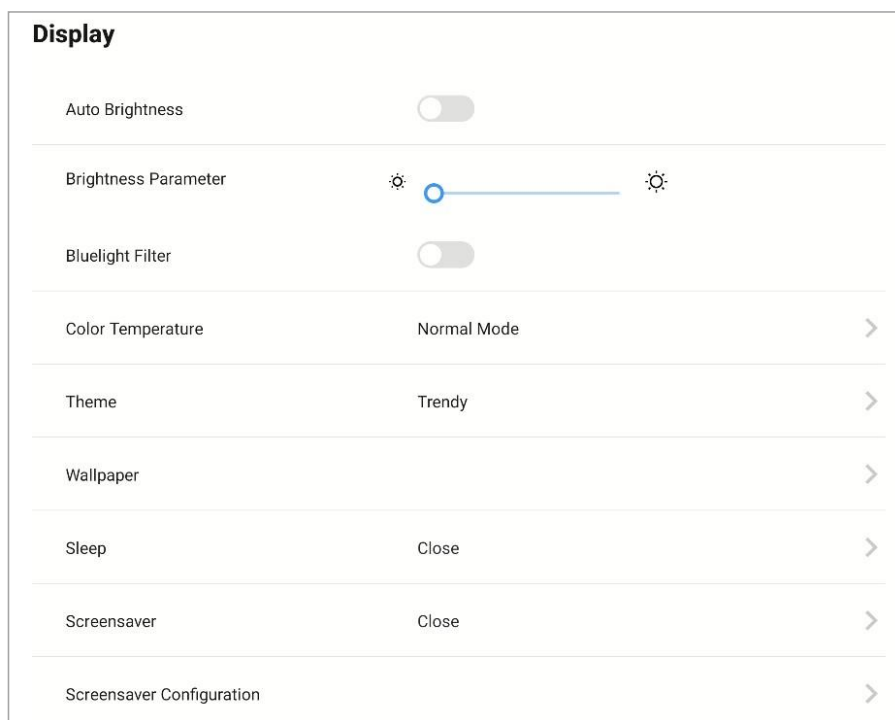 Display
Auto Brightness
Brightness Parameter
Bluelight Filter
Color Temperature Normal Mode
Theme Trendy
Wallpaper
Sleep Close
Screensaver Close
Screensaver Configuration